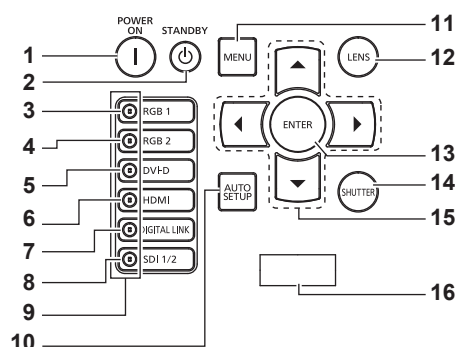 POWER
ON
STANDBY
MENU
LENS
1
2
3
4
5
6
7
8
9
10
RGB 1
RGB 2
DVI-D
HDMI
DIGITAL LINK
SDI 1/2
ENTER
AUTO
SETUP
SHUTTER
11
12
13
14
15
16